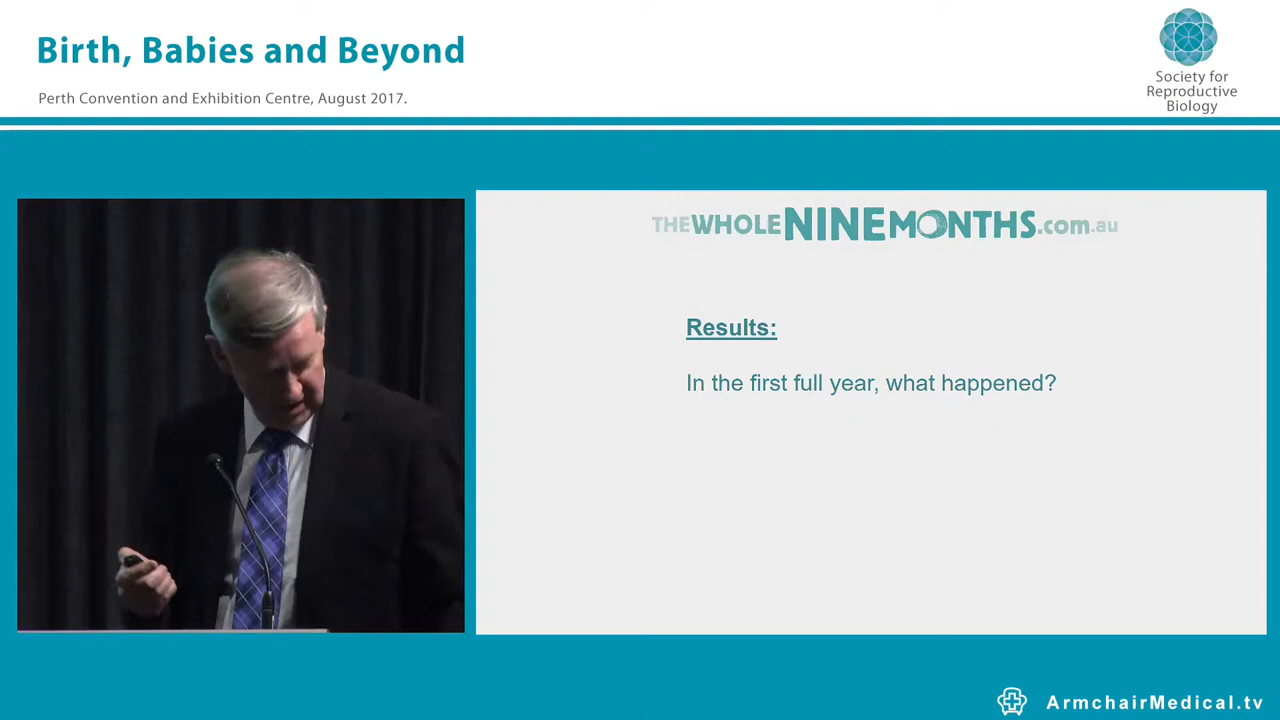 Birth, Babies and Beyond
Perth Convention and Exhibition Centre, August 2017.
Society for
Reproductive
Biology
THEWHOLENINEMONTHS.com.au
Results:
In the first full year, what happened?
ArmchairMedical.tv